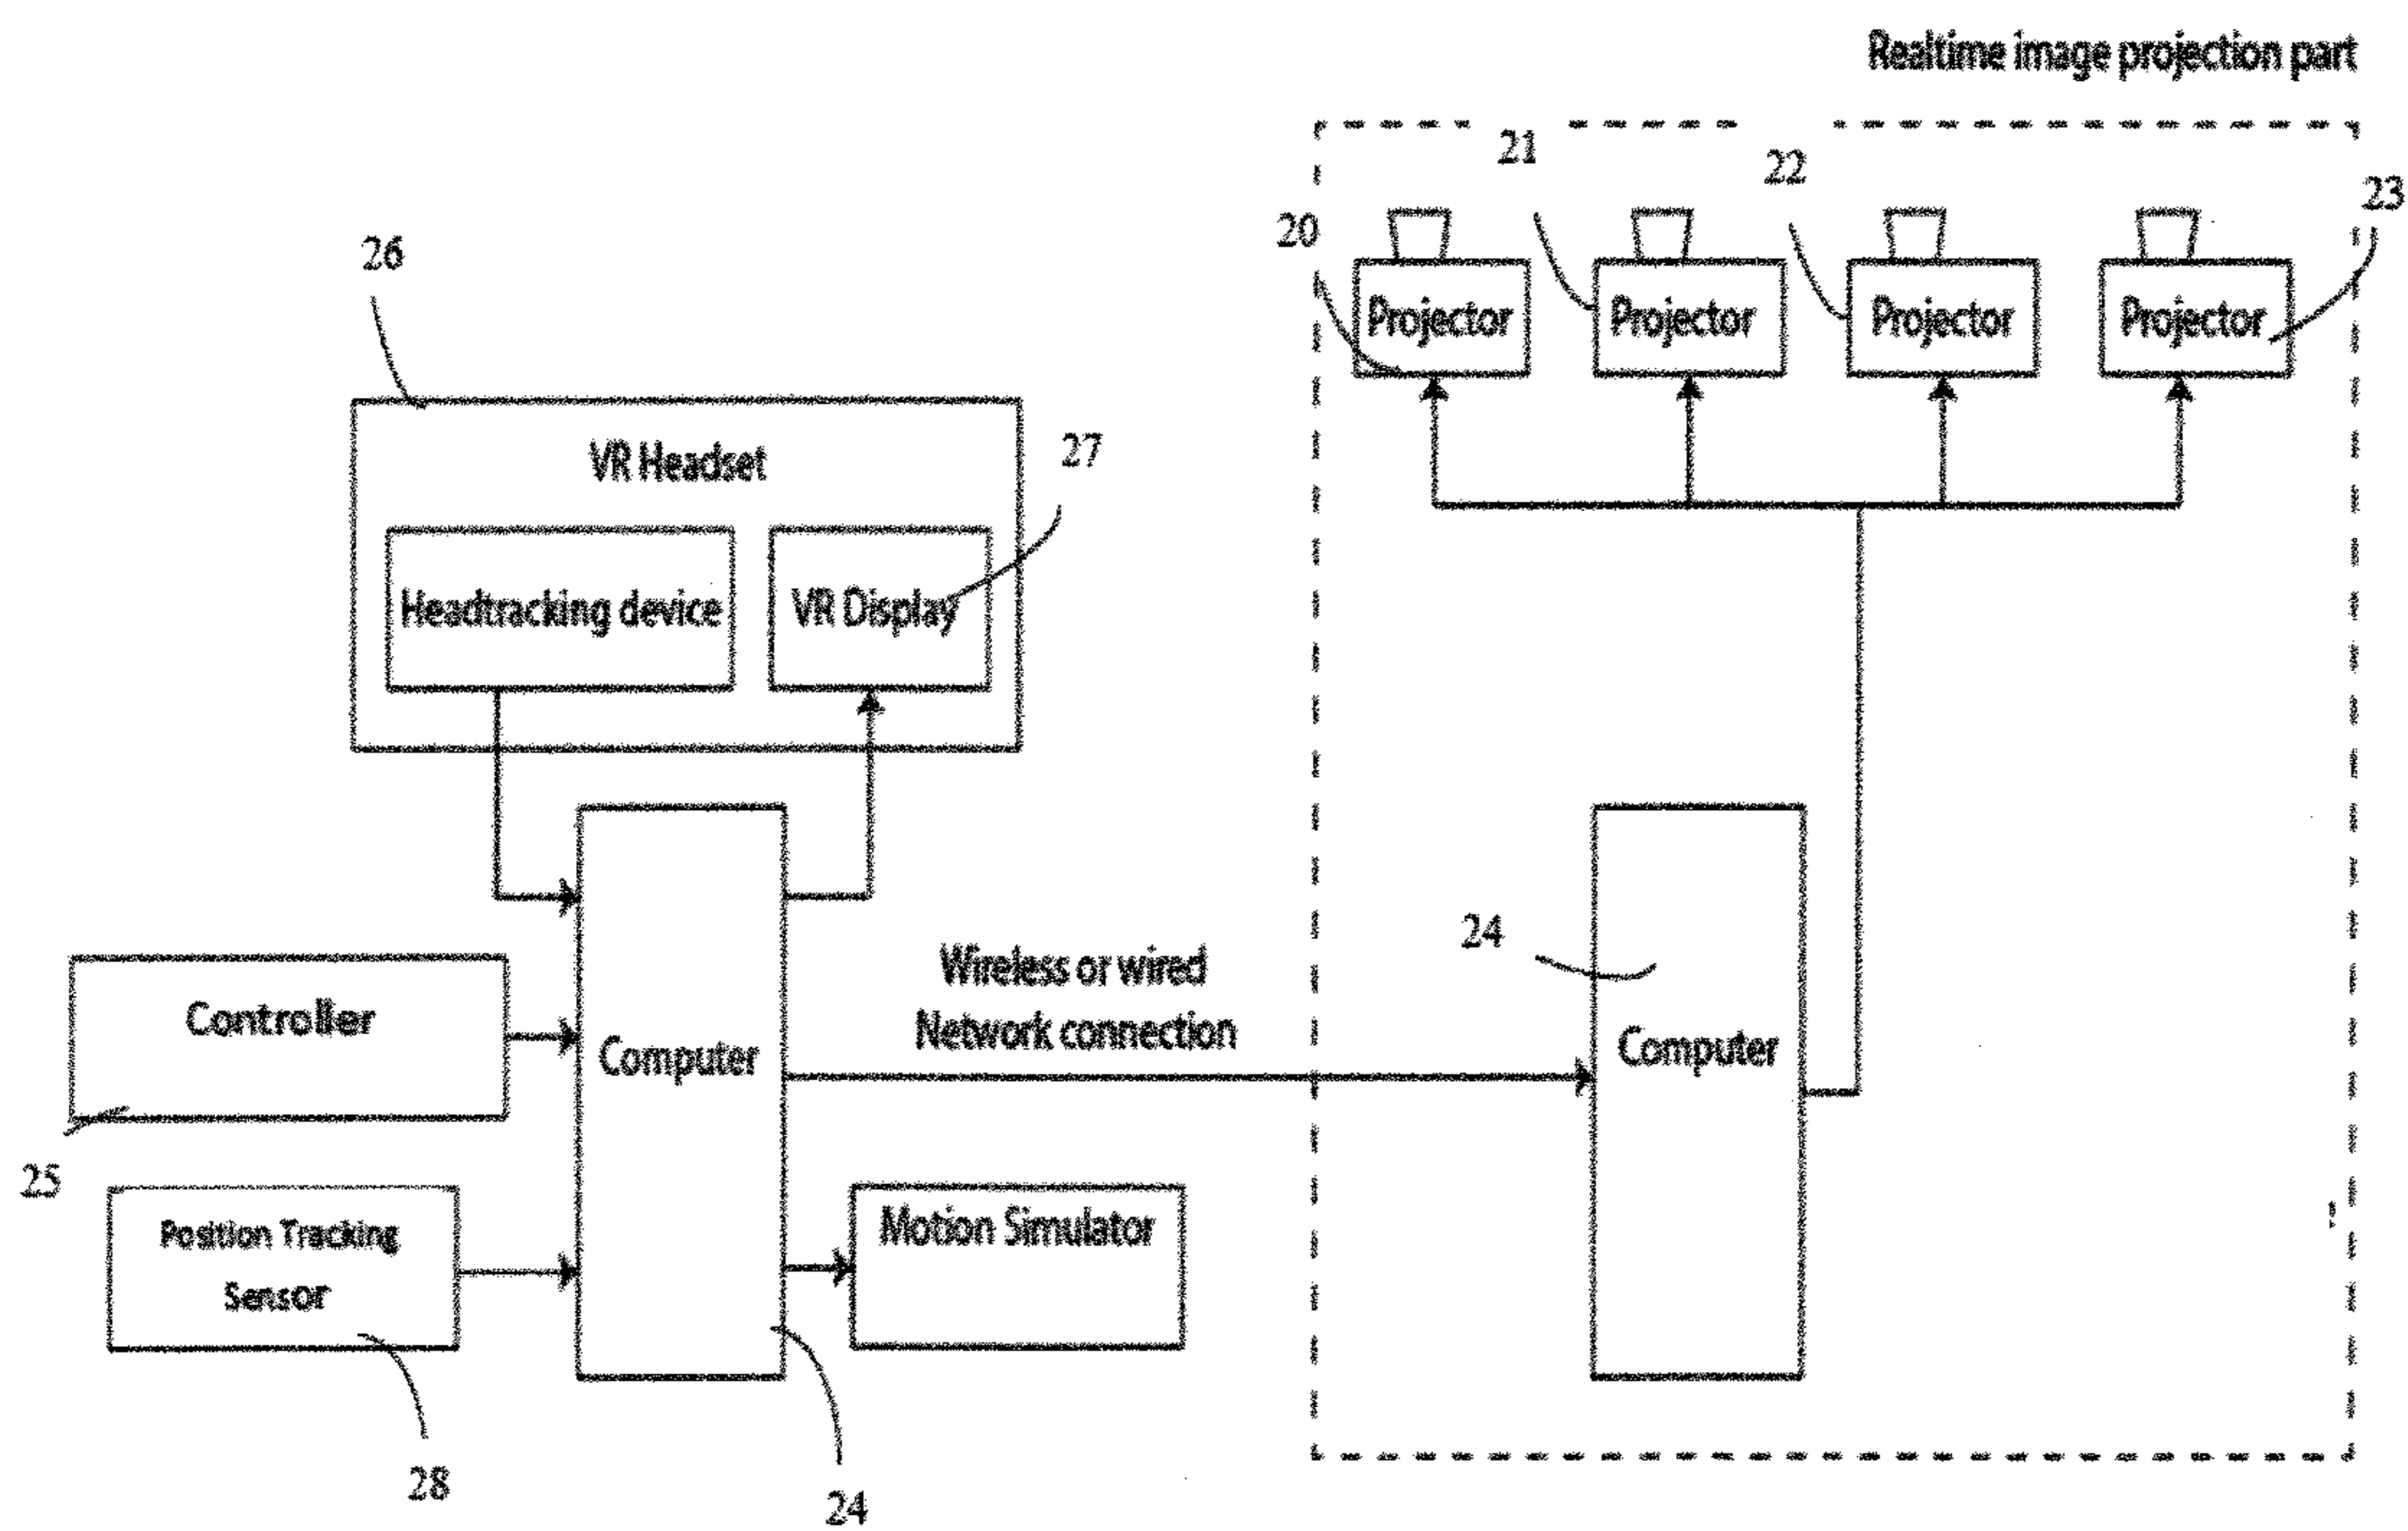 Realtime image projection part
21
22
23
20
Projector
Projector
Projector
Projector
26
VR Headset
27
Headtracking device
VR Display
Controller
25
Computer
Wireless or wired
Network connection
24
Computer
Position Tracking
Sensor
28
Motion Simulator
24